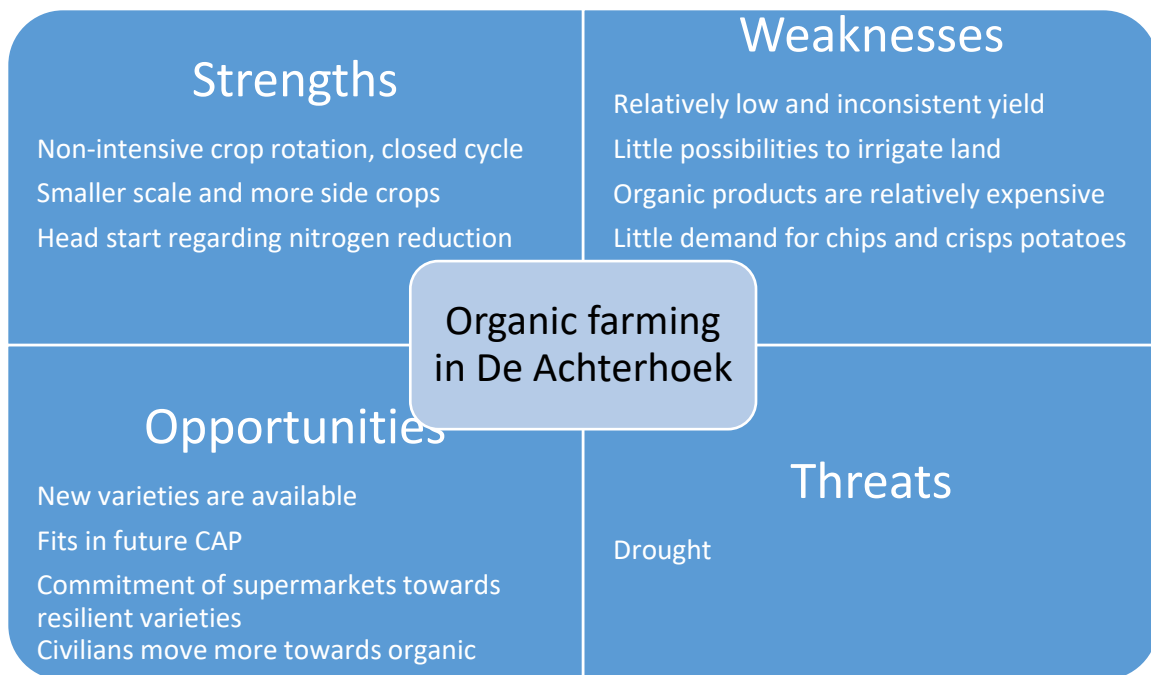 Strengths
Non-intensive crop rotation, closed cycle
Smaller scale and more side crops
Head start regarding nitrogen reduction
Weaknesses
Relatively low and inconsistent yield
Little possibilities to irrigate land
Organic products are relatively expensive
Little demand for chips and crisps potatoes
Organic farming
in De Achterhoek
Opportunities
New varieties are available
Fits in future CAP
Commitment of supermarkets towards
resilient varieties
Civilians move more towards organic
Threats
Drought